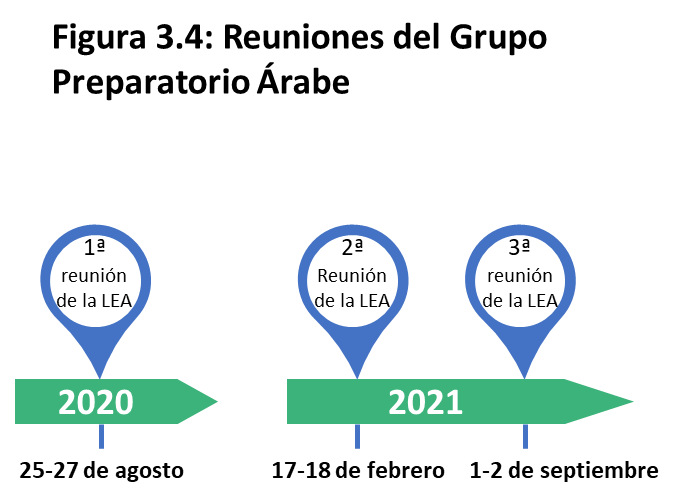 Figura 3.4: Reuniones del Grupo
Preparatorio Árabe
1ª
reunión
de la LEA
2ª
Reunión
de la LEA
3ª
reunión
de la LEA
2020
2021
25-27 de agosto
17-18 de febrero
1-2 de septiembre